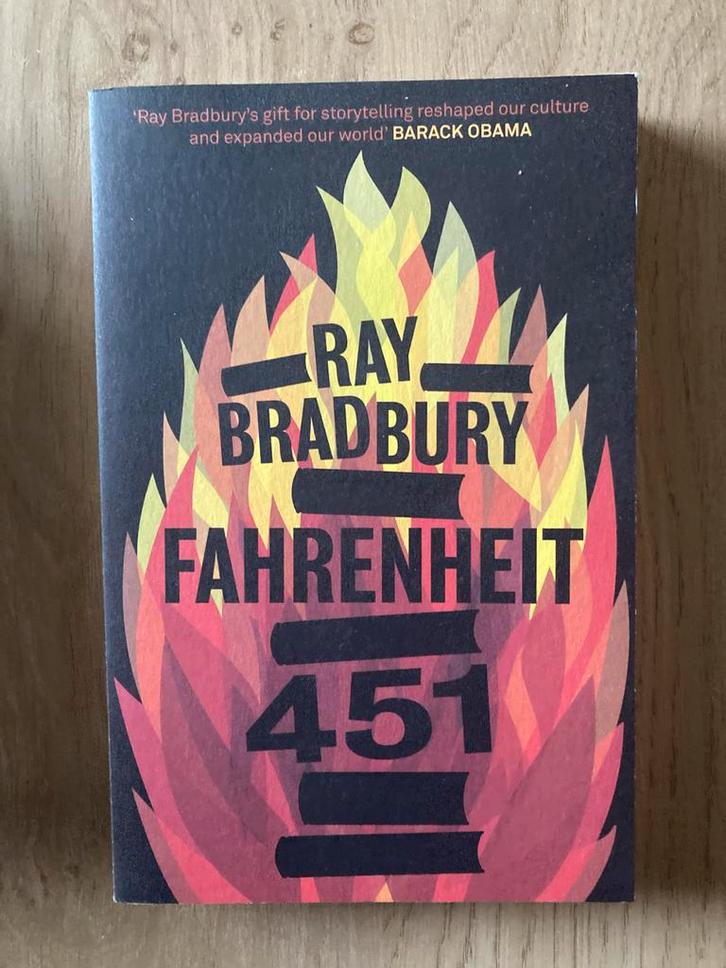 ‘Ray Bradbury’s gift for storytelling reshaped our culture
and expanded our world’ BARACK OBAMA
RAY
BRADBURY
FAHRENHEIT
451